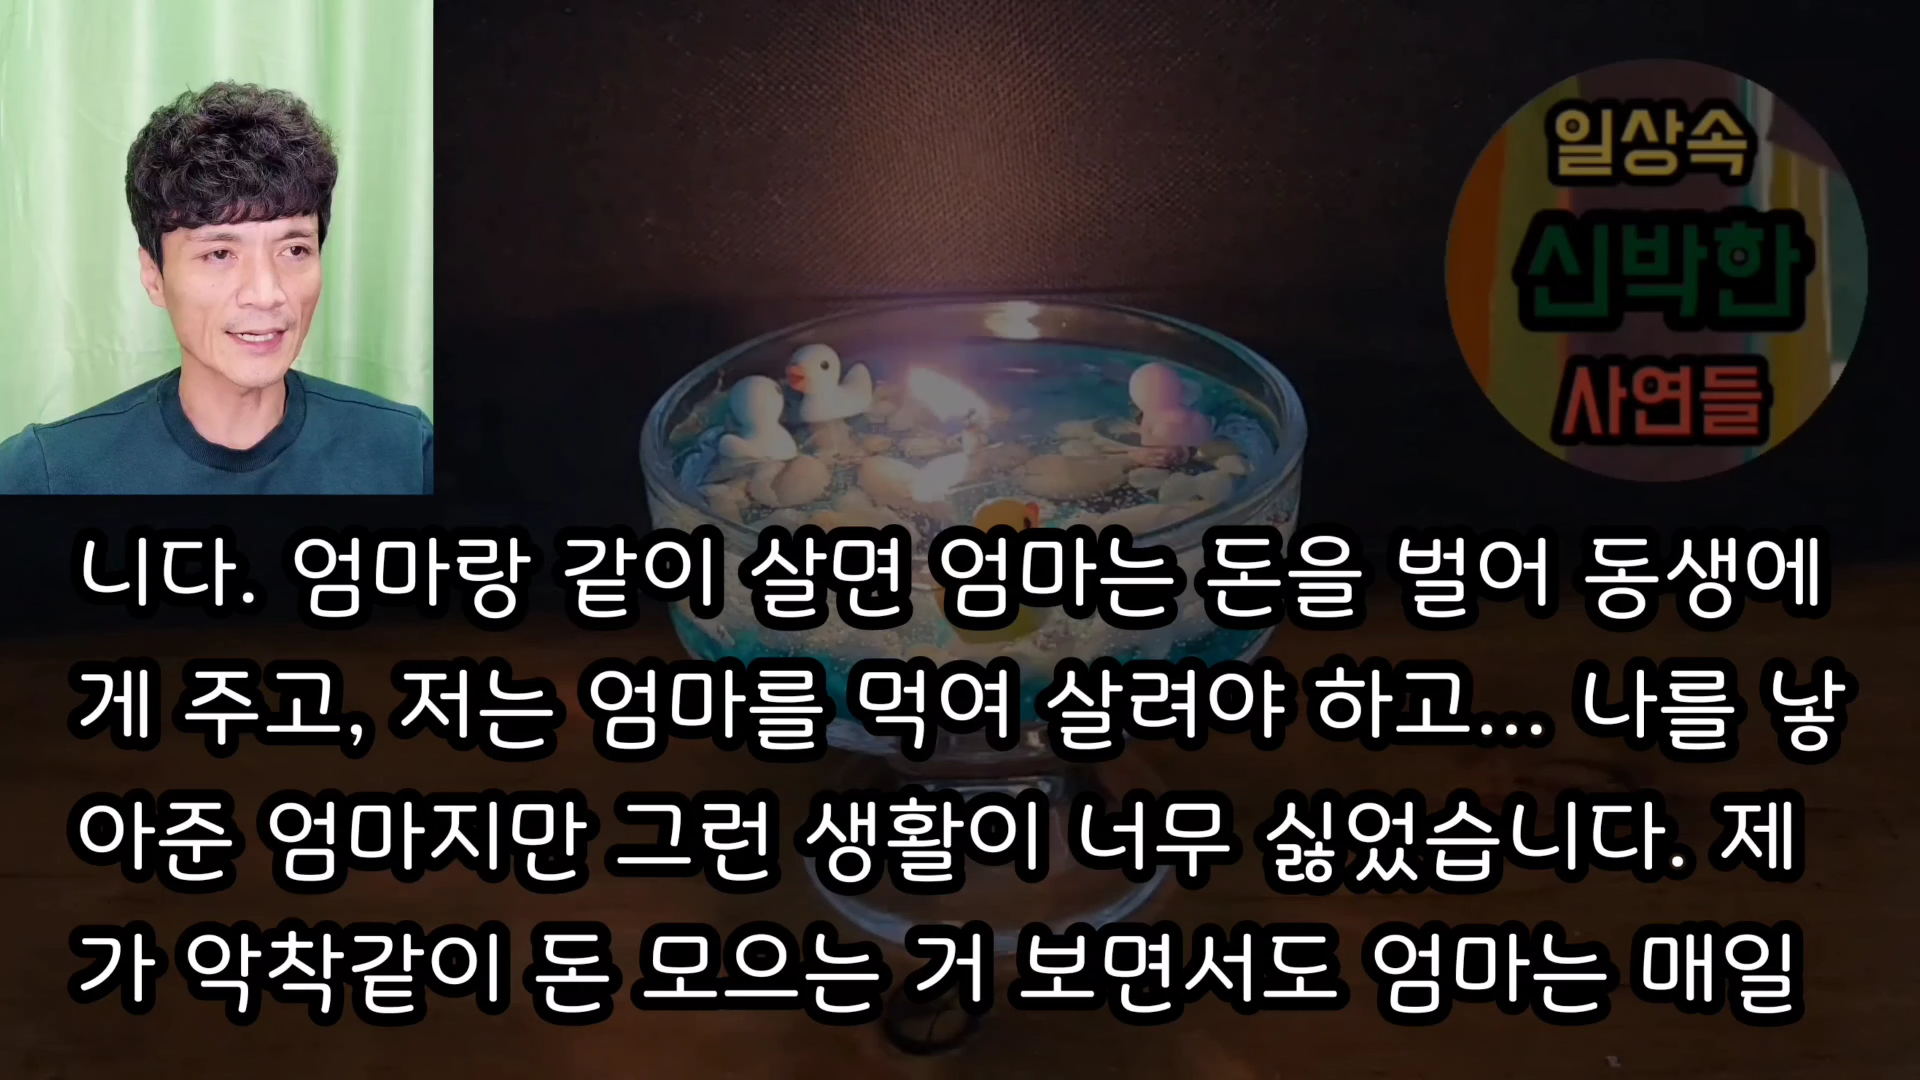 일상속
신박한
사연들
니다. 엄마랑 같이 살면 엄마는 돈을 벌어 동생에
게 주고, 저는 엄마를 먹여 살려야 하고... 나를 낳
아준 엄마지만 그런 생활이 너무 싫었습니다. 제
가 악착같이 돈 모으는 거 보면서도 엄마는 매일